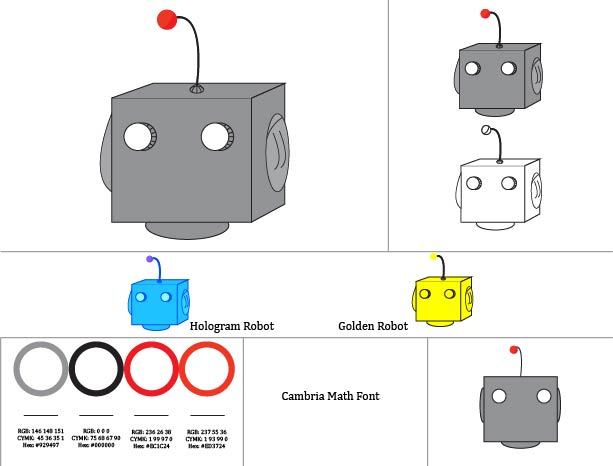 Hologram Robot
Golden Robot
Cambria Math Font
RGB: 146 148 151
CYMK: 45 36 35 1
Hex: #929497
RGB: 0 0 0
CYMK: 75 68 67 90
Hex: #000000
RGB: 236 26 38
CYMK: 1 99 97 0
Hex: #EC1C24
RGB: 237 55 36
CYMK: 1 93 99 0
Hex: #ED3724